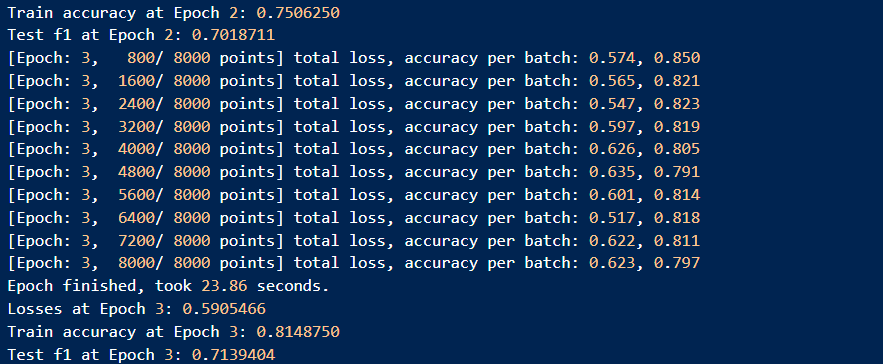 Train accuracy at Epoch 2: 0.7506250
Test f1 at Epoch 2: 0.7018711
[Epoch: 3,   800/ 8000 points] total loss, accuracy per batch: 0.574, 0.850
[Epoch: 3,  1600/ 8000 points] total loss, accuracy per batch: 0.565, 0.821
[Epoch: 3,  2400/ 8000 points] total loss, accuracy per batch: 0.547, 0.823
[Epoch: 3,  3200/ 8000 points] total loss, accuracy per batch: 0.597, 0.819
[Epoch: 3,  4000/ 8000 points] total loss, accuracy per batch: 0.626, 0.805
[Epoch: 3,  4800/ 8000 points] total loss, accuracy per batch: 0.635, 0.791
[Epoch: 3,  5600/ 8000 points] total loss, accuracy per batch: 0.601, 0.814
[Epoch: 3,  6400/ 8000 points] total loss, accuracy per batch: 0.517, 0.818
[Epoch: 3,  7200/ 8000 points] total loss, accuracy per batch: 0.622, 0.811
[Epoch: 3,  8000/ 8000 points] total loss, accuracy per batch: 0.623, 0.797
Epoch finished, took 23.86 seconds.
Losses at Epoch 3: 0.5905466
Train accuracy at Epoch 3: 0.8148750
Test f1 at Epoch 3: 0.7139404